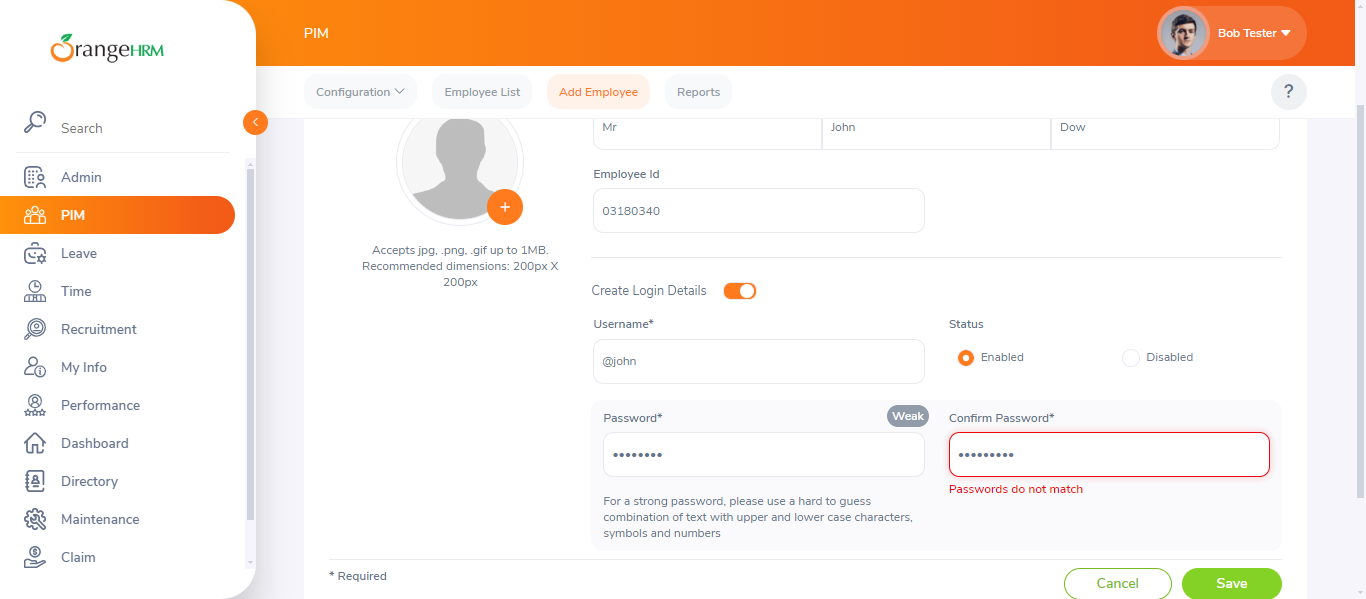 OrangeHRM
PIM
Bob Tester
Configuration
Employee List
Add Employee
Reports
?
Search
Admin
PIM
Leave
Time
Recruitment
My Info
Performance
Dashboard
Directory
Maintenance
Claim
Mr
John
Dow
Employee Id
03180340
Accepts jpg, .png, .gif up to 1MB.
Recommended dimensions: 200px X
200px
Create Login Details
Username*
@john
Status
Enabled
Disabled
Password*
Weak
••••••••
Confirm Password*
•••••••••
Passwords do not match
For a strong password, please use a hard to guess
combination of text with upper and lower case characters,
symbols and numbers
* Required
Cancel
Save